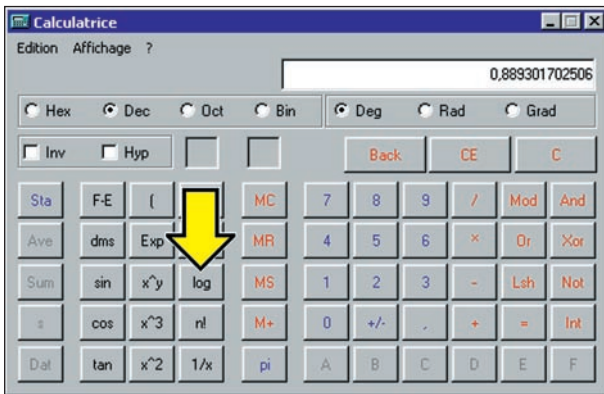 Calculatrice
Edition Affichage ?
0,889301702506
Hex Dec Oct Bin Deg Rad Grad
Inv Hyp Back CE C
Sta F-E ( MC 7 8 9 / Mod And
Ave dms Exp MR 4 5 6 * Or Xor
Sum sin x^y log MS 1 2 3 - Lsh Not
s cos x^3 n! M+ 0 +/- , + = Int
Dat tan x^2 1/x pi A B C D E F